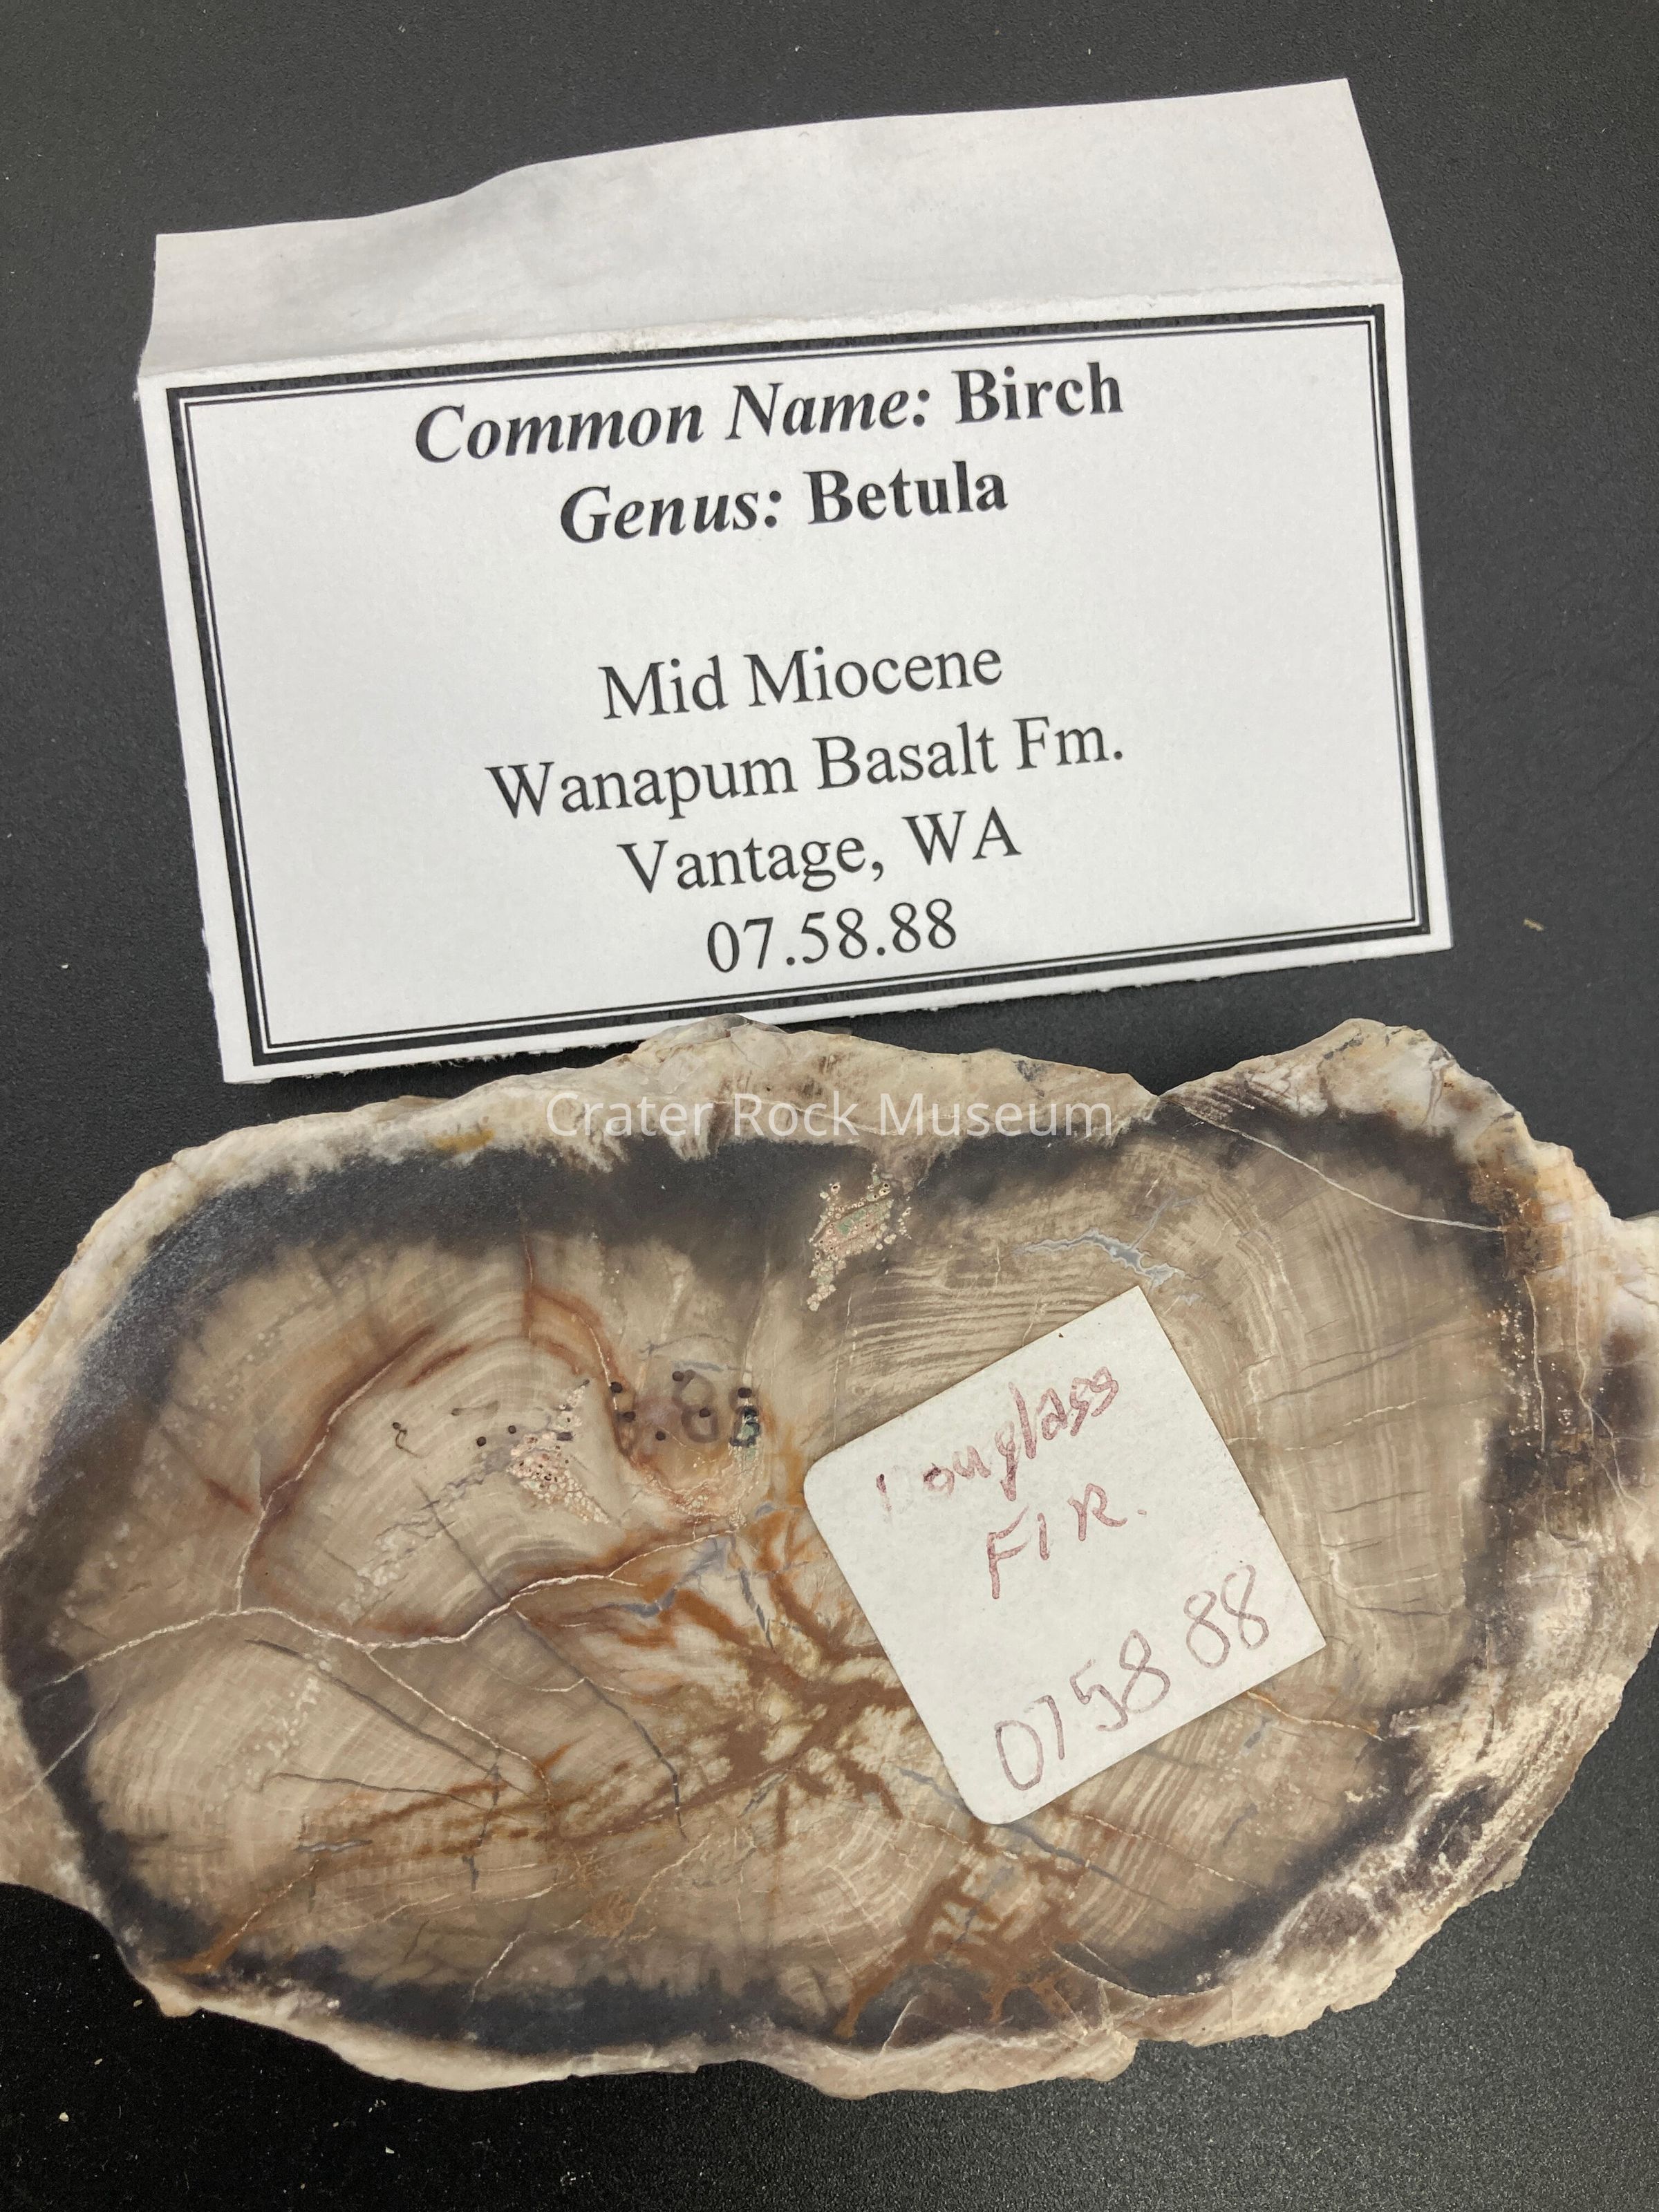 Common Name: Birch
Genus: Betula
Mid Miocene
Wanapum Basalt Fm.
Vantage, WA
07.58.88
Crater Rock Museum
Douglass
FIR.
0758 88